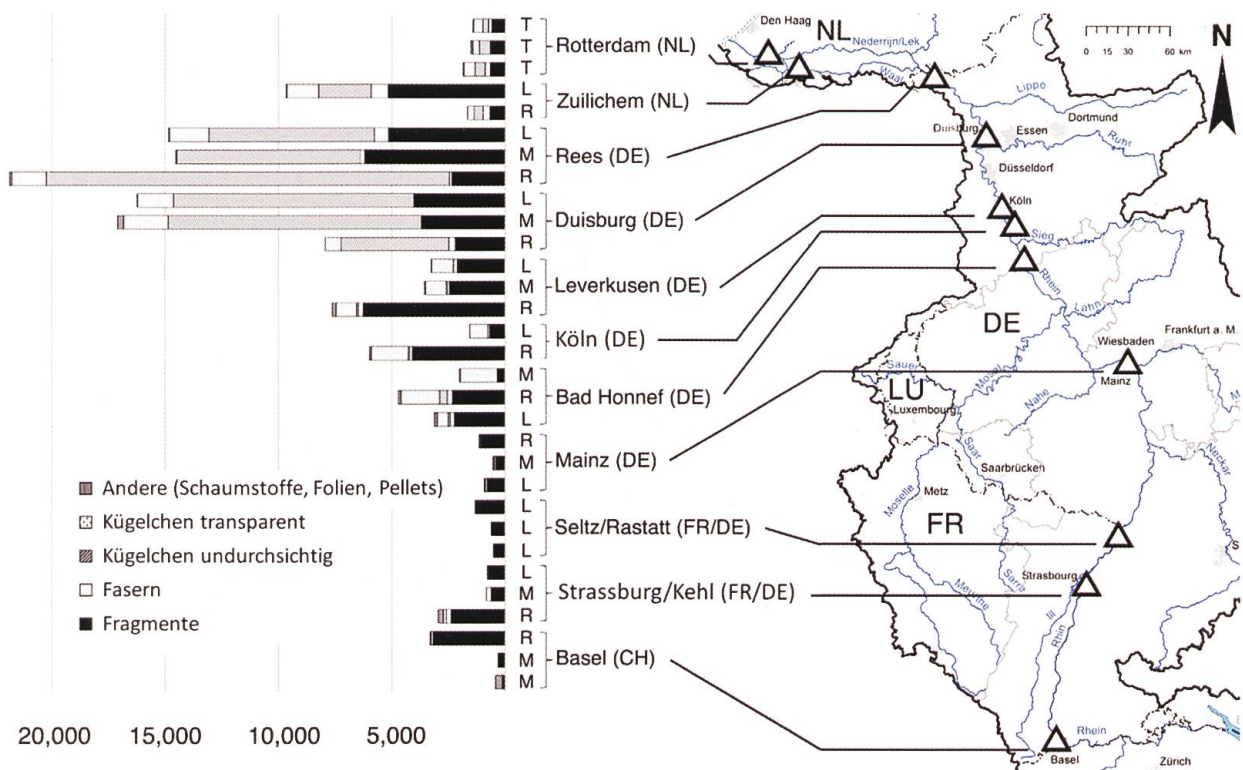 T
T Rotterdam (NL)
T
L Zuilichem (NL)
R
L
M Rees (DE)
R
L
M Duisburg (DE)
R
L
M Leverkusen (DE)
R
L Köln (DE)
R
M
R Bad Honnef (DE)
L
R
M Mainz (DE)
L
L
L Seltz/Rastatt (FR/DE)
L
L
M Strassburg/Kehl (FR/DE)
R
R
M Basel (CH)
M
Andere (Schaumstoffe, Folien, Pellets)
Kügelchen transparent
Kügelchen undurchsichtig
Fasern
Fragmente
20,000 15,000 10,000 5,000
Den Haag
NL
Nederrijn/Lek
Waal
0 15 30 60 km
N
Lippe
Dortmund
Duisburg
Essen
Ruhr
Düsseldorf
Köln
Sieg
Rhein
Lahn
DE
Frankfurt a. M.
Wiesbaden
Mainz
Sauer
Mosel
Nahe
LU
Luxembourg
Saar
Saarbrücken
Neckar
Moselle
Metz
FR
Sarra
Strasbourg
Meurthe
Ill
Rhin
Rhein
Basel
Zürich